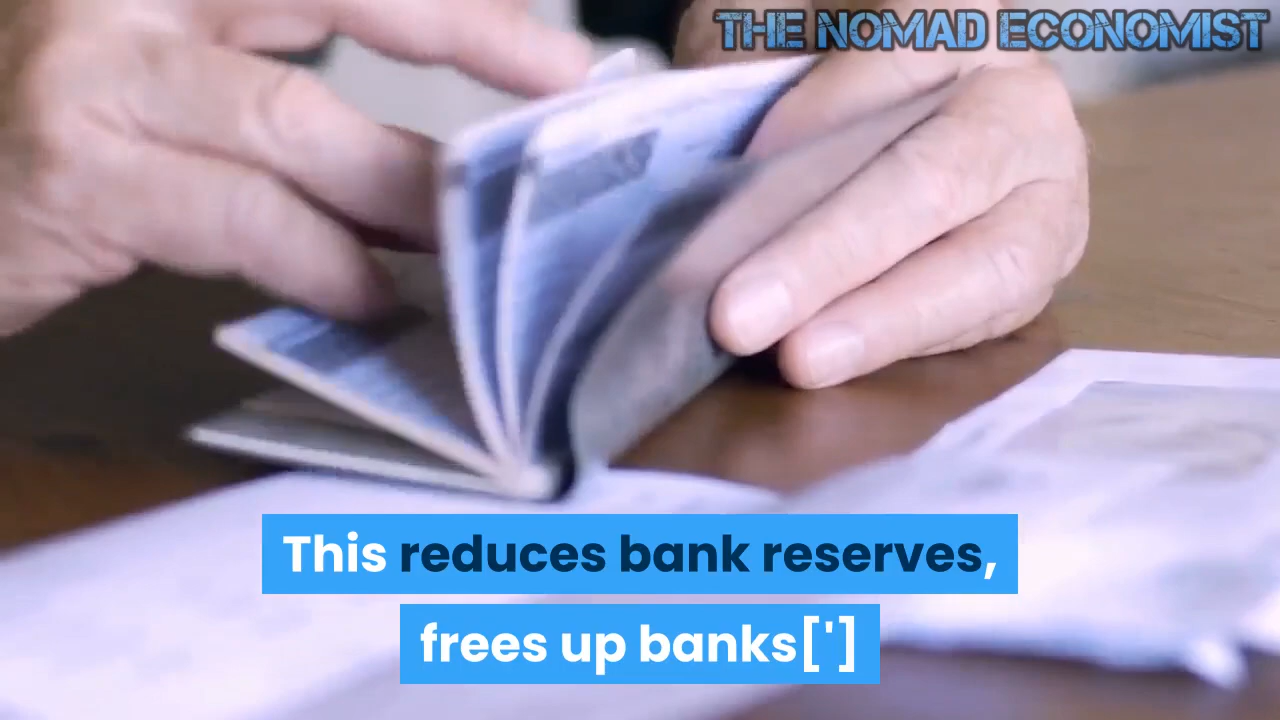 THE NOMAD ECONOMIST
This reduces bank reserves,
frees up banks[']